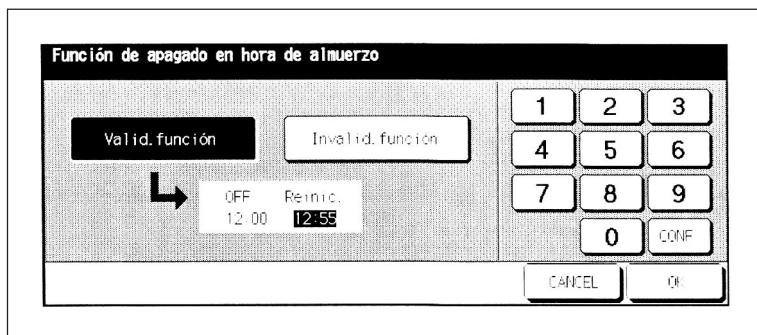 Función de apagado en hora de almuerzo
Valid.función
Invalid.función
OFF Reinic.
12:00 12:55
1 2 3
4 5 6
7 8 9
0 CONF
CANCEL OK